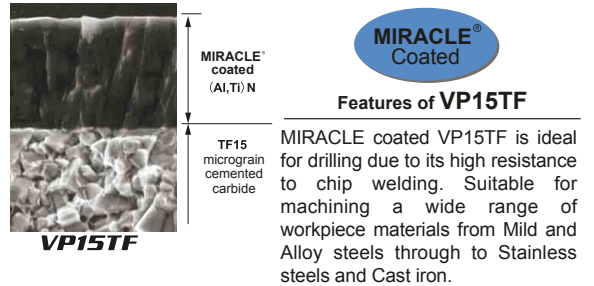 MIRACLE®
coated
(Al,Ti)N
TF15
micrograin
cemented
carbide
VP15TF
MIRACLE®
Coated
Features of VP15TF
MIRACLE coated VP15TF is ideal
for drilling due to its high resistance
to chip welding. Suitable for
machining a wide range of
workpiece materials from Mild and
Alloy steels through to Stainless
steels and Cast iron.